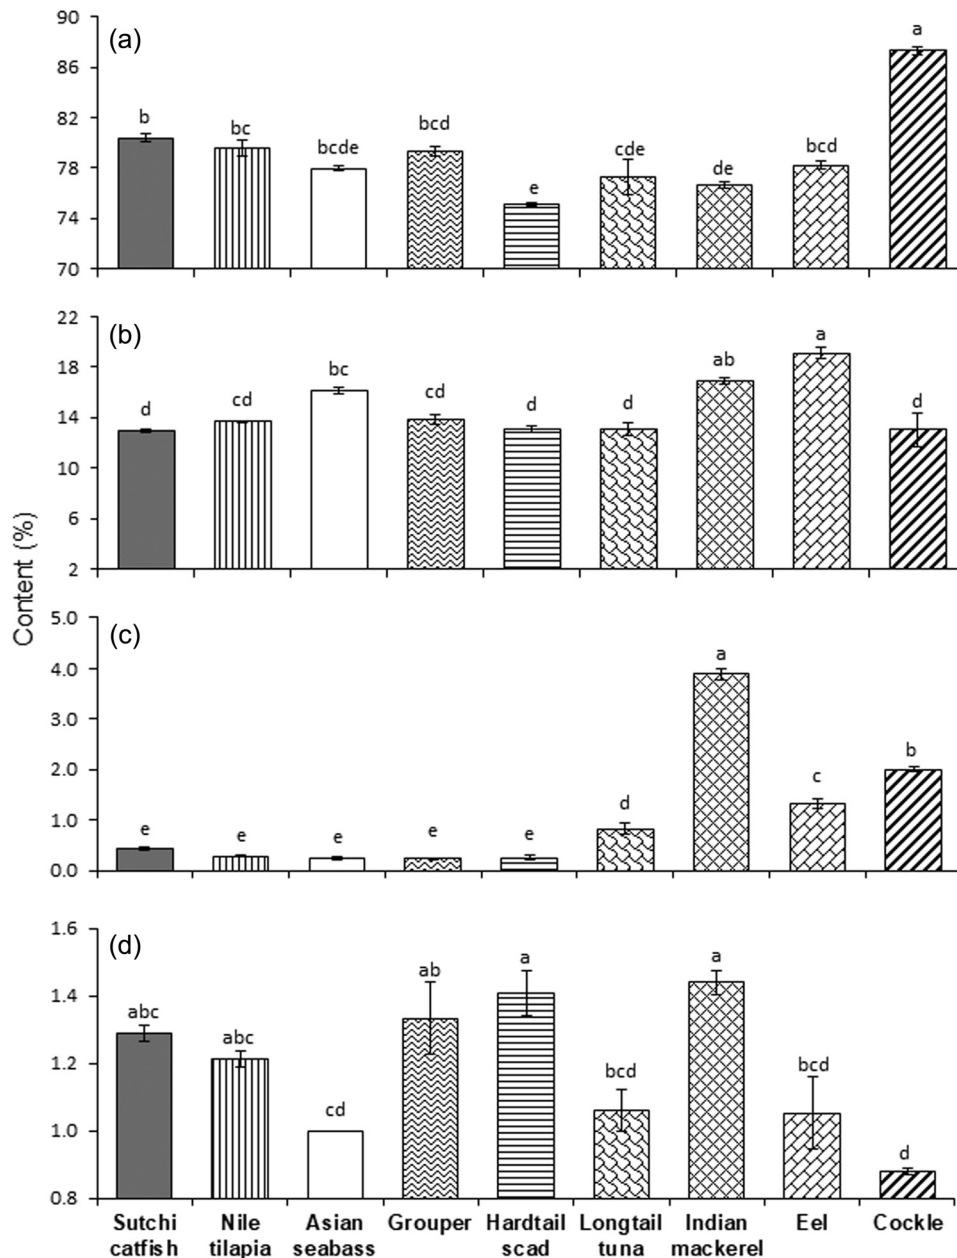 Content (%)
(a)
90
86
82
78
74
70
b
bc
bcde
bcd
e
cde
de
bcd
a
(b)
22
18
14
10
6
2
d
cd
bc
cd
d
d
ab
a
d
(c)
5.0
4.0
3.0
2.0
1.0
0.0
e
e
e
e
e
d
a
c
b
(d)
1.6
1.4
1.2
1.0
0.8
abc
abc
cd
ab
a
bcd
a
bcd
d
Sutchi
catfish
Nile
tilapia
Asian
seabass
Grouper
Hardtail
scad
Longtail
tuna
Indian
mackerel
Eel
Cockle